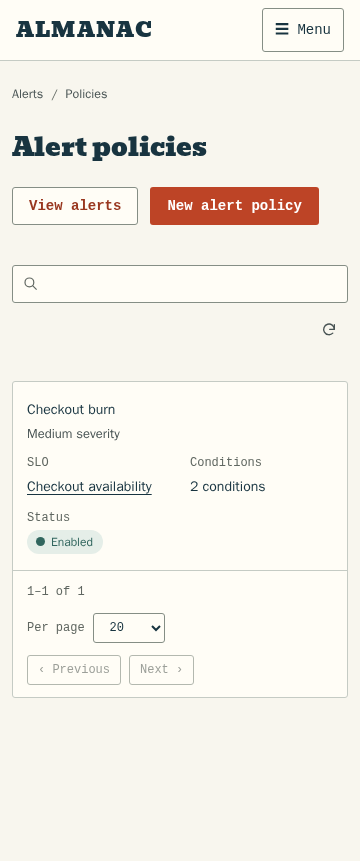 ALMANAC
☰ Menu
Alerts / Policies
Alert policies
View alerts
New alert policy
Checkout burn
Medium severity
SLO
Conditions
Checkout availability
2 conditions
Status
Enabled
1–1 of 1
Per page 20
‹ Previous
Next ›